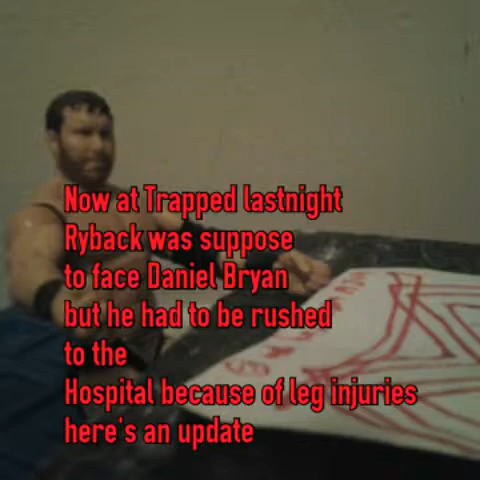 Now at Trapped lastnight
Ryback was suppose
to face Daniel Bryan
but he had to be rushed
to the
Hospital because of leg injuries
here's an update